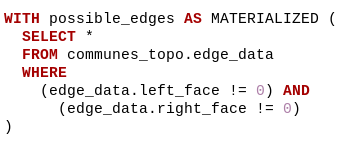 WITH possible_edges AS MATERIALIZED (
  SELECT *
  FROM communes_topo.edge_data
  WHERE
    (edge_data.left_face != 0) AND
      (edge_data.right_face != 0)
)